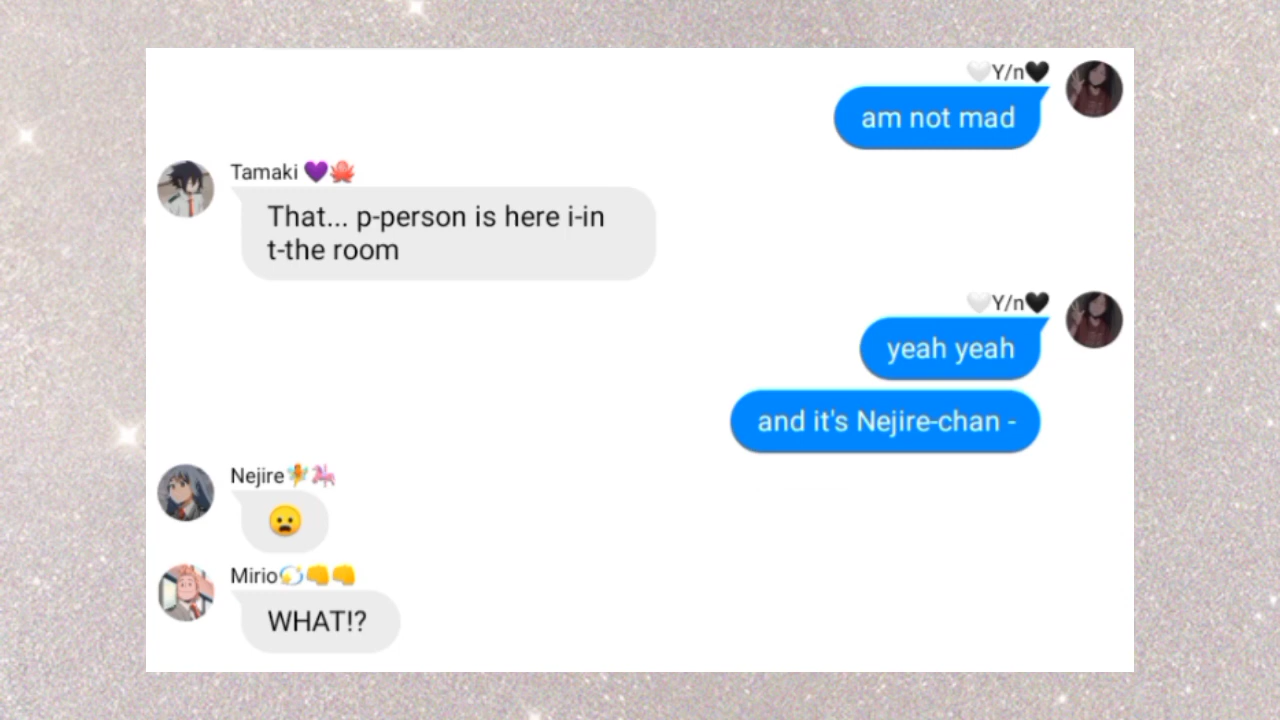 🤍Y/n🖤
am not mad
Tamaki 💜🪷
That... p-person is here i-in
t-the room
🤍Y/n🖤
yeah yeah
and it's Nejire-chan -
Nejire🧚🎠
😦
Mirio💫👊👊
WHAT!?